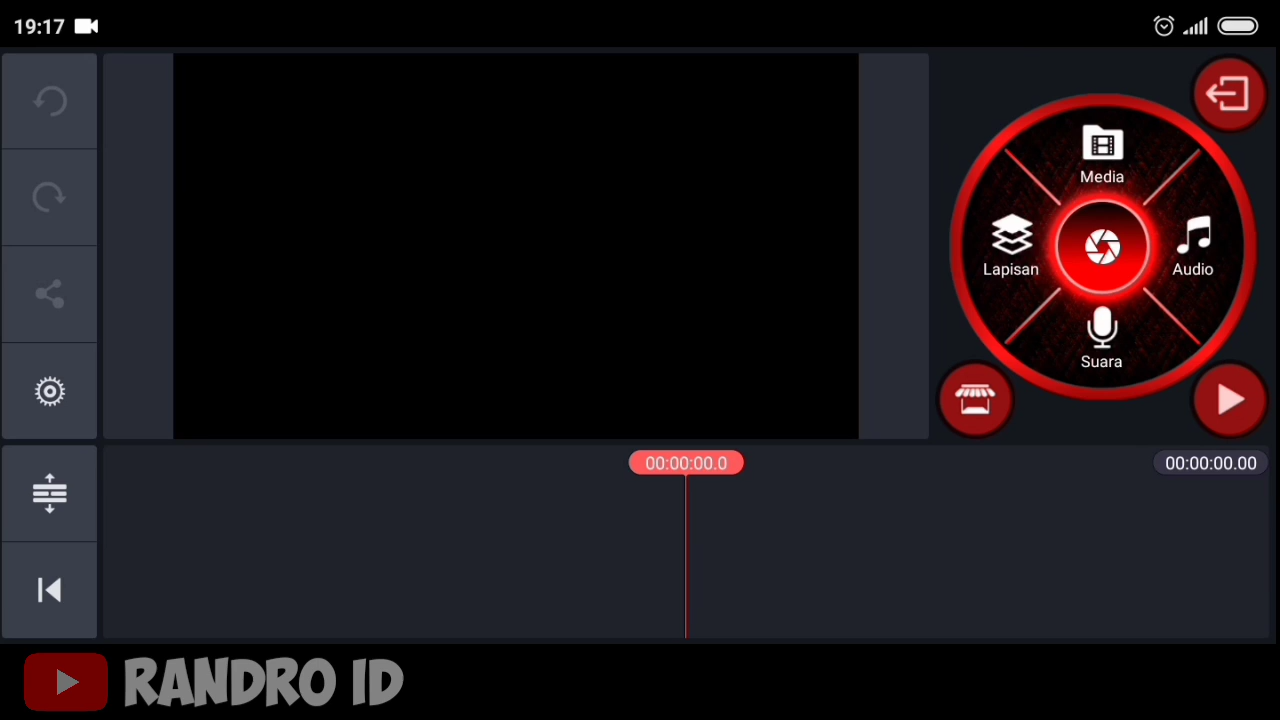 19:17
Media
Lapisan
Audio
Suara
00:00:00.0
00:00:00.00
RANDRO ID